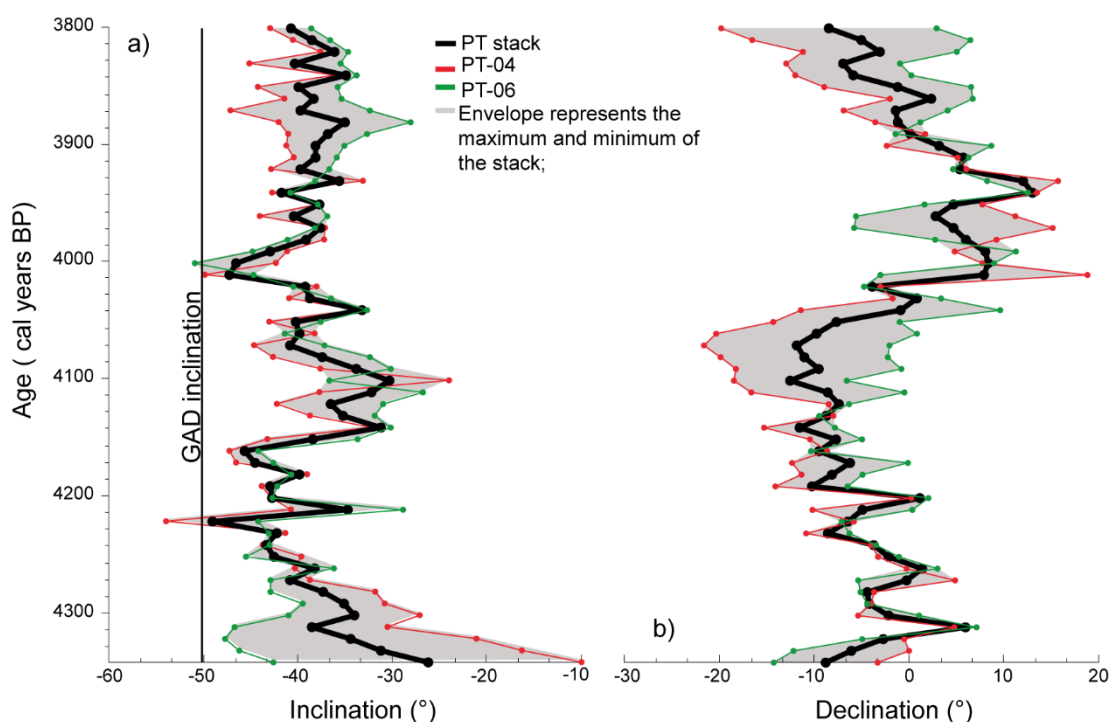 a)
PT stack
PT-04
PT-06
Envelope represents the
maximum and minimum of
the stack;
GAD inclination
Age ( cal years BP)
3800
3900
4000
4100
4200
4300
-60
-50
-40
-30
-20
-10
Inclination (°)
b)
-30
-20
-10
0
10
20
Declination (°)